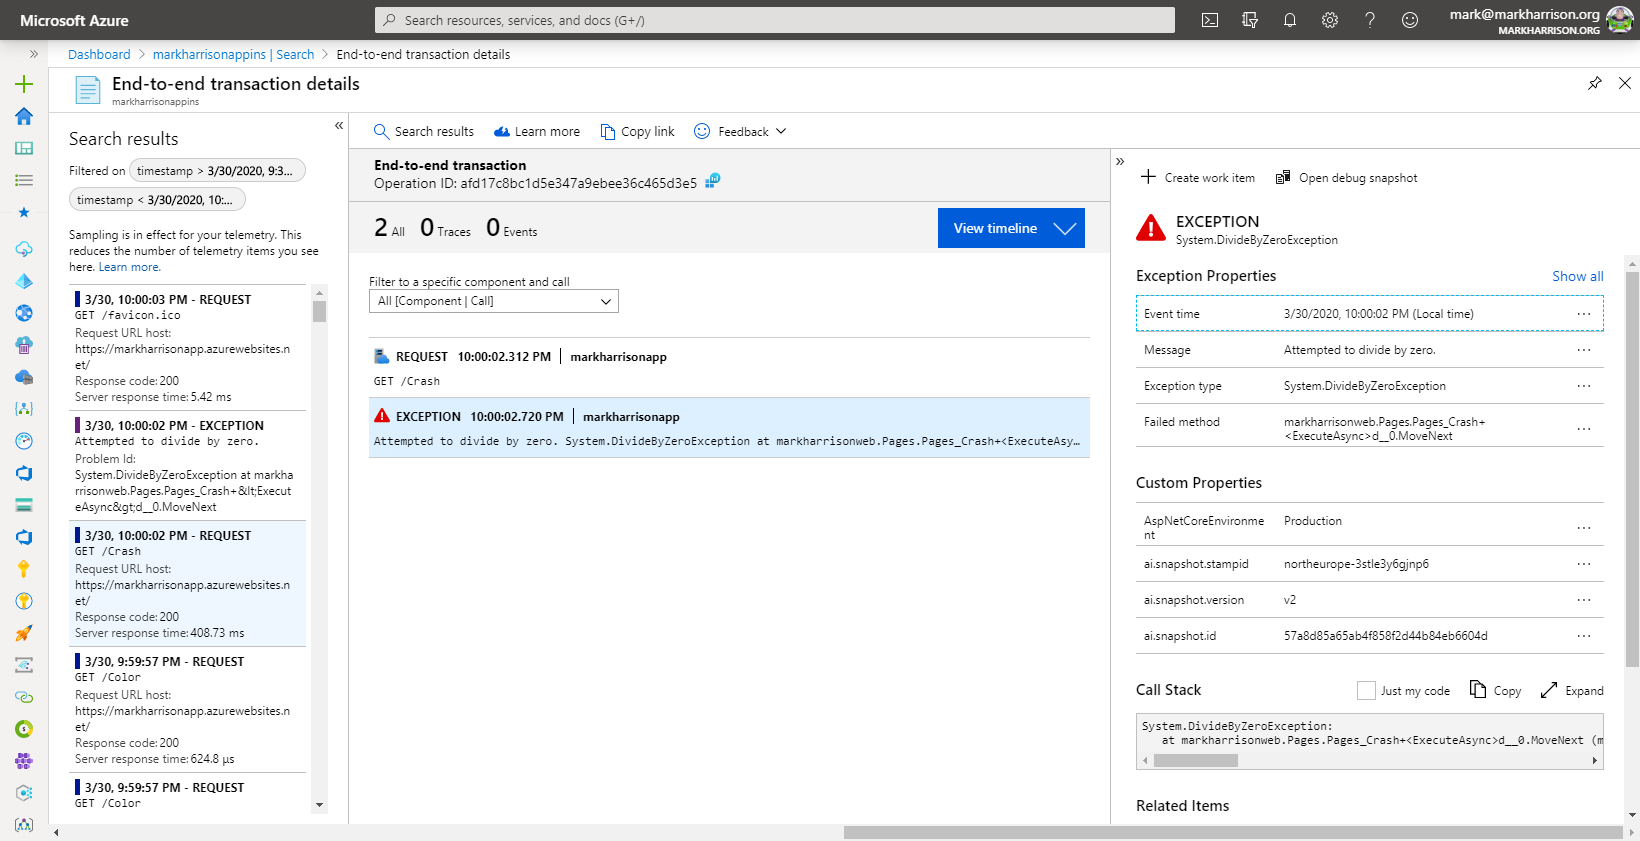 Microsoft Azure
Search resources, services, and docs (G+/)
mark@markharrison.org
MARKHARRISON.ORG
Dashboard > markharrisonappins | Search > End-to-end transaction details
End-to-end transaction details
markharrisonappins
Search results
Filtered on timestamp > 3/30/2020, 9:3...
timestamp < 3/30/2020, 10:...
Sampling is in effect for your telemetry. This
reduces the number of telemetry items you see
here. Learn more.
3/30, 10:00:03 PM - REQUEST
GET /favicon.ico
Request URL host:
https://markharrisonapp.azurewebsites.n
et/
Response code: 200
Server response time: 5.42 ms
3/30, 10:00:02 PM - EXCEPTION
Attempted to divide by zero.
Problem Id:
System.DivideByZeroException at markha
rrisonweb.Pages.Pages_Crash+&lt;Execut
eAsync&gt;d__0.MoveNext
3/30, 10:00:02 PM - REQUEST
GET /Crash
Request URL host:
https://markharrisonapp.azurewebsites.n
et/
Response code: 200
Server response time: 408.73 ms
3/30, 9:59:57 PM - REQUEST
GET /Color
Request URL host:
https://markharrisonapp.azurewebsites.n
et/
Response code: 200
Server response time: 624.8 µs
3/30, 9:59:57 PM - REQUEST
GET /Color
Search results Learn more Copy link Feedback
End-to-end transaction
Operation ID: afd17c8bc1d5e347a9ebee36c465d3e5
2 All 0 Traces 0 Events
View timeline
Filter to a specific component and call
All [Component | Call]
REQUEST 10:00:02.312 PM | markharrisonapp
GET /Crash
EXCEPTION 10:00:02.720 PM | markharrisonapp
Attempted to divide by zero. System.DivideByZeroException at markharrisonweb.Pages.Pages_Crash+<ExecuteAsy…
Create work item Open debug snapshot
EXCEPTION
System.DivideByZeroException
Exception Properties Show all
Event time 3/30/2020, 10:00:02 PM (Local time) ...
Message Attempted to divide by zero. ...
Exception type System.DivideByZeroException ...
Failed method markharrisonweb.Pages.Pages_Crash+
<ExecuteAsync>d__0.MoveNext ...
Custom Properties
AspNetCoreEnvironme
nt Production ...
ai.snapshot.stampid northeurope-3stle3y6gjnp6 ...
ai.snapshot.version v2 ...
ai.snapshot.id 57a8d85a65ab4f858f2d44b84eb6604d ...
Call Stack Just my code Copy Expand
System.DivideByZeroException:
at markharrisonweb.Pages.Pages_Crash+<ExecuteAsync>d__0.MoveNext (m
Related Items